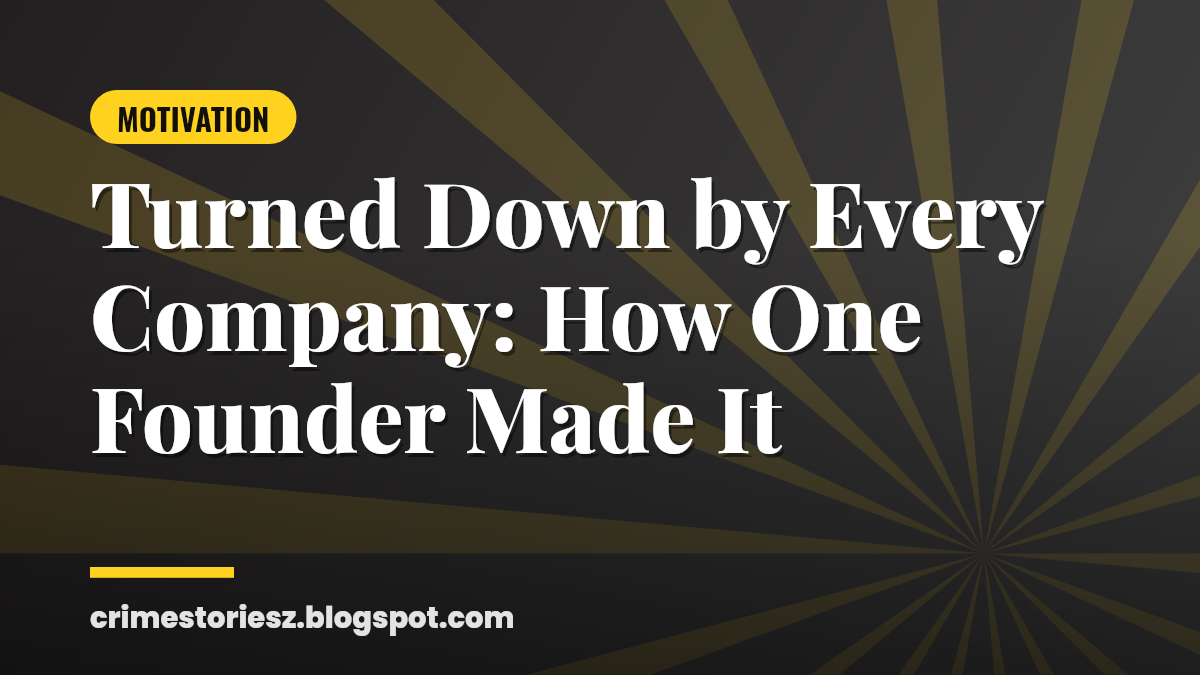 MOTIVATION
Turned Down by Every
Company: How One
Founder Made It
crimestoriesz.blogspot.com